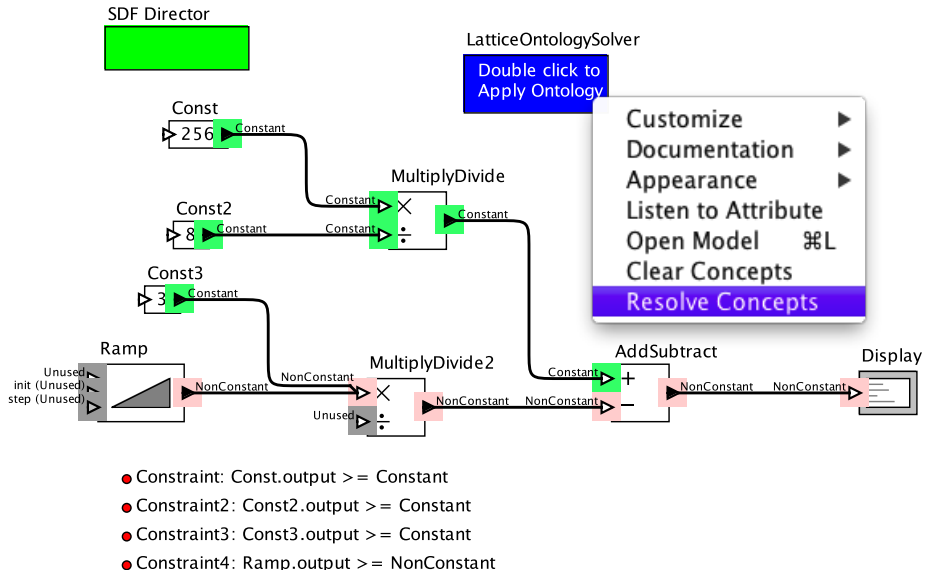 SDF Director
LatticeOntologySolver
Double click to
Apply Ontology
Const
256
Constant
Customize
Documentation
Appearance
Listen to Attribute
Open Model ⌘L
Clear Concepts
Resolve Concepts
MultiplyDivide
Constant
×
Constant
Const2
8
Constant
Constant
÷
Const3
3
Constant
Ramp
Unused
init (Unused)
step (Unused)
NonConstant
MultiplyDivide2
NonConstant
×
Unused
÷
NonConstant
AddSubtract
Constant
+
NonConstant
−
NonConstant
Display
NonConstant
Constraint: Const.output >= Constant
Constraint2: Const2.output >= Constant
Constraint3: Const3.output >= Constant
Constraint4: Ramp.output >= NonConstant